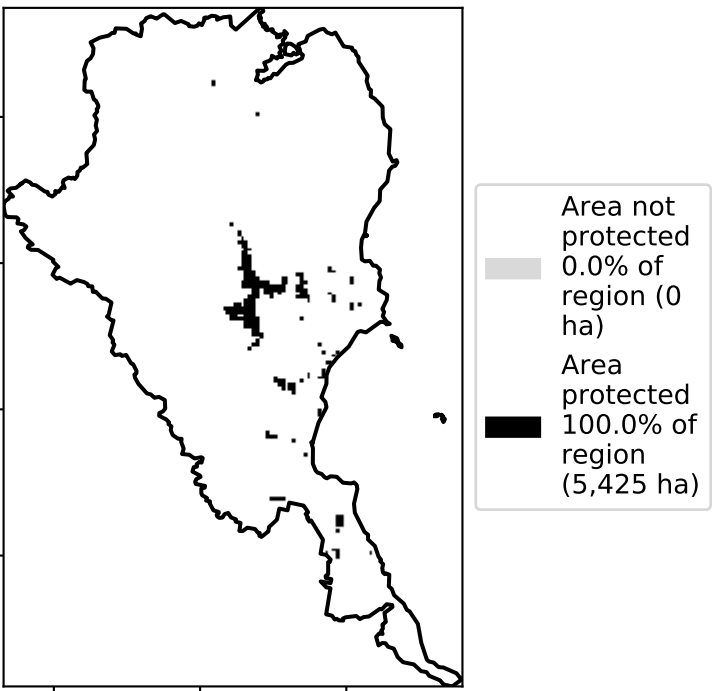 Area not
protected
0.0% of
region (0
ha)
Area
protected
100.0% of
region
(5,425 ha)